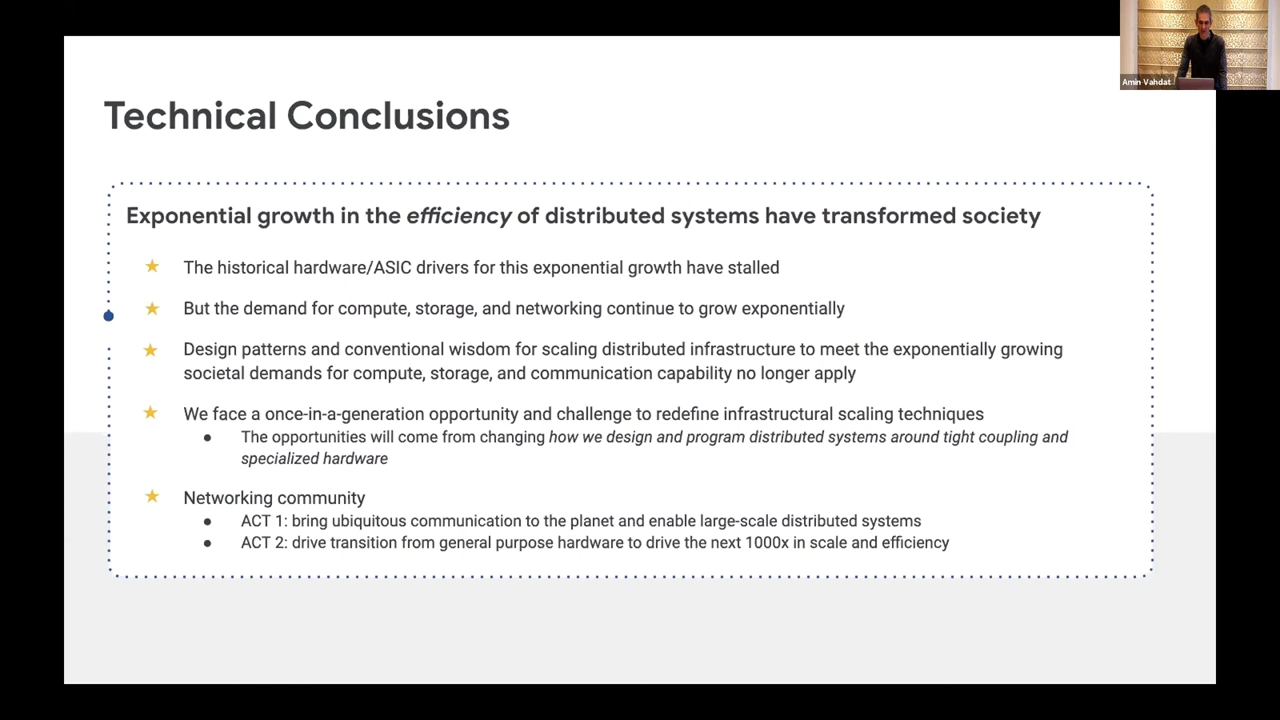 Amin Vahdat
Technical Conclusions
Exponential growth in the efficiency of distributed systems have transformed society
The historical hardware/ASIC drivers for this exponential growth have stalled
But the demand for compute, storage, and networking continue to grow exponentially
Design patterns and conventional wisdom for scaling distributed infrastructure to meet the exponentially growing
societal demands for compute, storage, and communication capability no longer apply
We face a once-in-a-generation opportunity and challenge to redefine infrastructural scaling techniques
The opportunities will come from changing how we design and program distributed systems around tight coupling and
specialized hardware
Networking community
ACT 1: bring ubiquitous communication to the planet and enable large-scale distributed systems
ACT 2: drive transition from general purpose hardware to drive the next 1000x in scale and efficiency